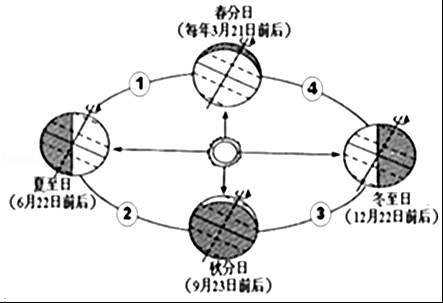 春分日
(每年3月21日前后)
1
4
夏至日
(6月22日前后)
冬至日
(12月22日前后)
2
3
秋分日
(9月23日前后)